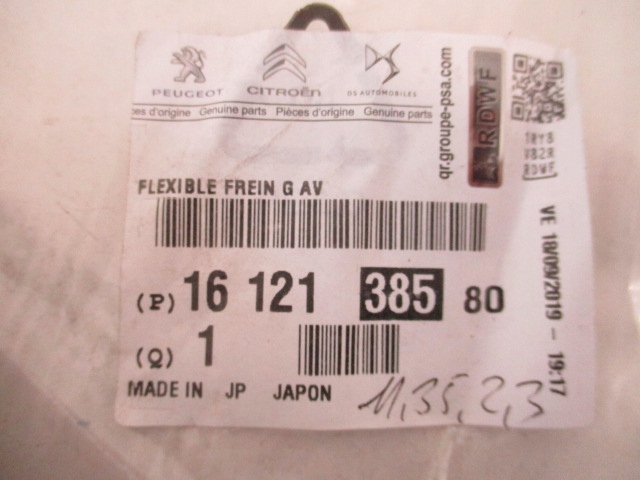 PEUGEOT CITROËN DS AUTOMOBILES
ces d'origine Genuine parts Pièces d'origine Genuine parts
qr.groupe-psa.com
RDWF
TRY8
V82R
RDWF
FLEXIBLE FREIN G AV
(P) 16 121 385 80
(Q) 1
MADE IN JP JAPON
11,35,2,3
VE 18/09/2019 - 19:17